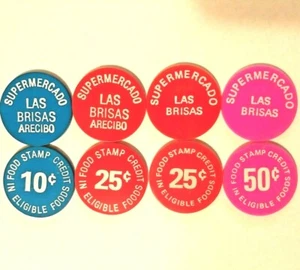 SUPERMERCADO
LAS
BRISAS
ARECIBO
SUPERMERCADO
LAS
BRISAS
ARECIBO
SUPERMERCADO
LAS
BRISAS
SUPERMERCADO
LAS
BRISAS
FOOD STAMP CREDIT
10¢
IN ELIGIBLE FOODS
FOOD STAMP CREDIT
25¢
IN ELIGIBLE FOODS
FOOD STAMP CREDIT
25¢
IN ELIGIBLE FOODS
FOOD STAMP CREDIT
50¢
IN ELIGIBLE FOODS